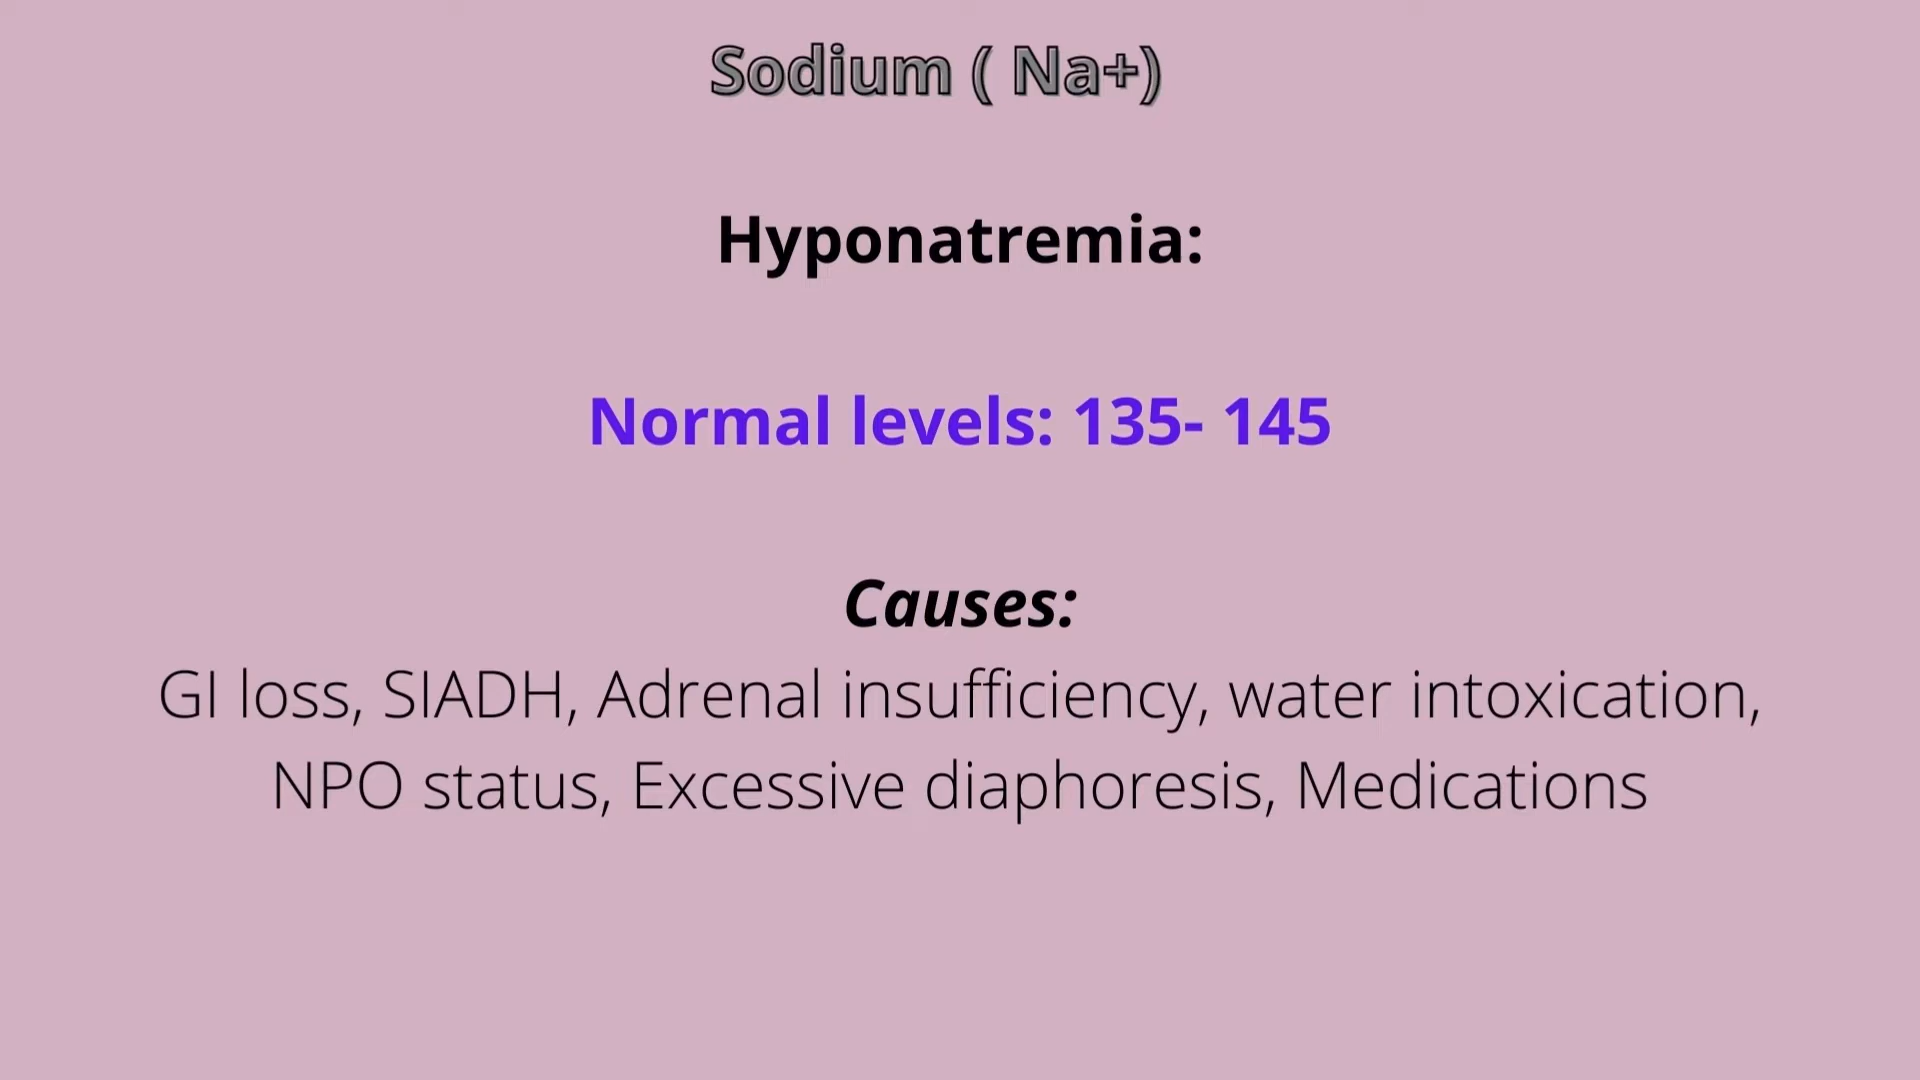 Sodium ( Na+)
Hyponatremia:
Normal levels: 135- 145
Causes:
GI loss, SIADH, Adrenal insufficiency, water intoxication,
NPO status, Excessive diaphoresis, Medications